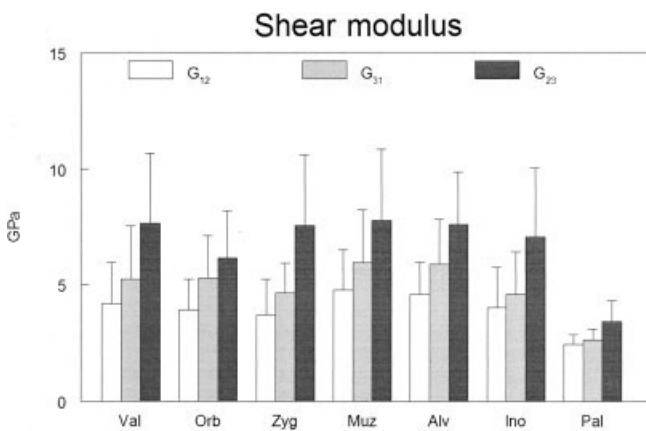 Shear modulus
15
G₁₂ G₃₁ G₂₃
10
GPa
5
0
Val Orb Zyg Muz Alv Ino Pal